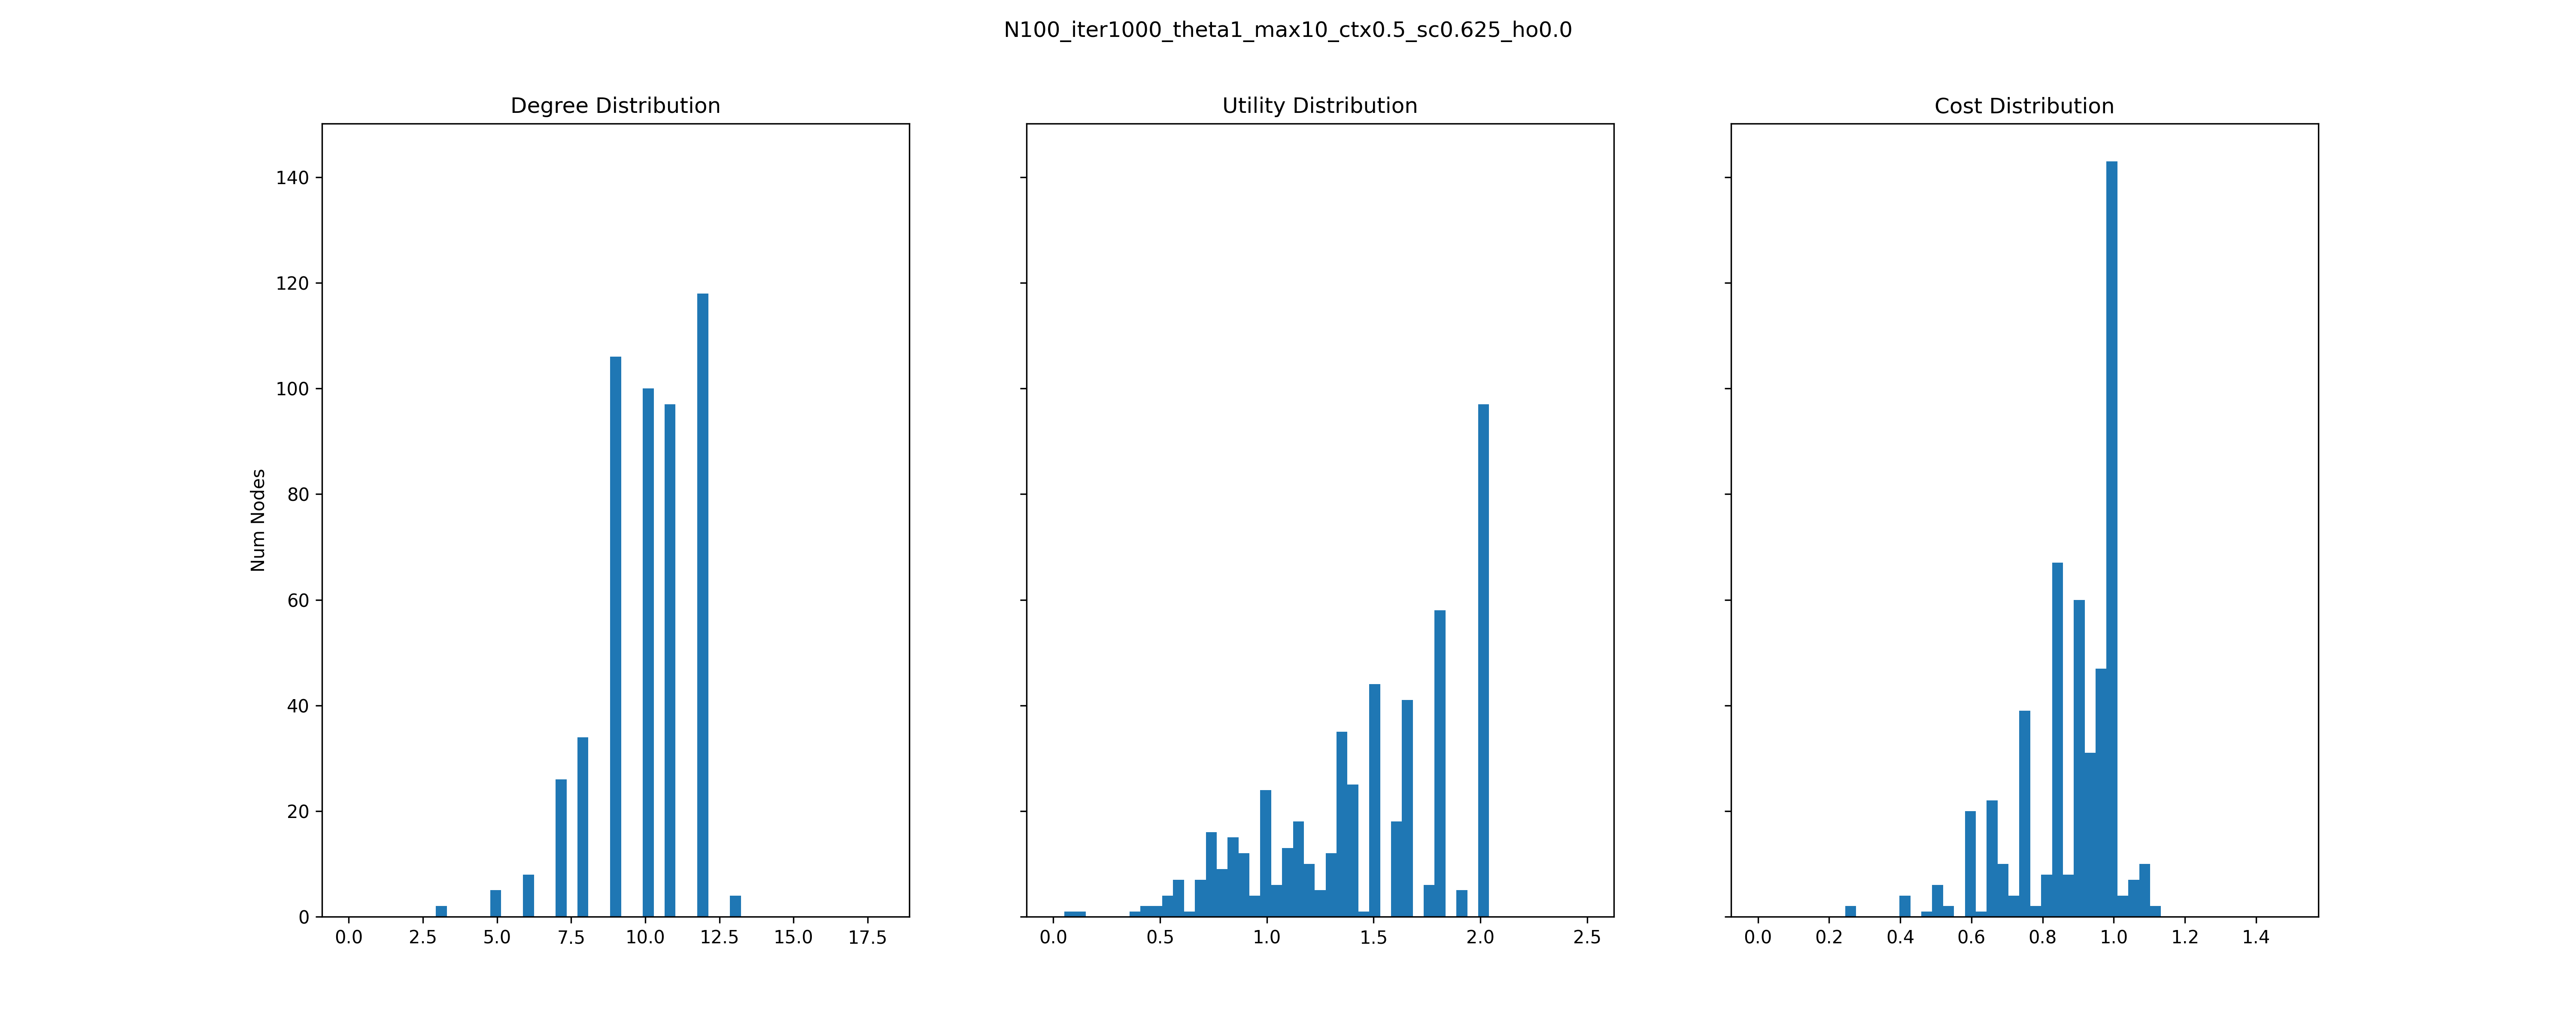 N100_iter1000_theta1_max10_ctx0.5_sc0.625_ho0.0
Degree Distribution
Num Nodes
140
120
100
80
60
40
20
0
0.0 2.5 5.0 7.5 10.0 12.5 15.0 17.5
Utility Distribution
0.0 0.5 1.0 1.5 2.0 2.5
Cost Distribution
0.0 0.2 0.4 0.6 0.8 1.0 1.2 1.4